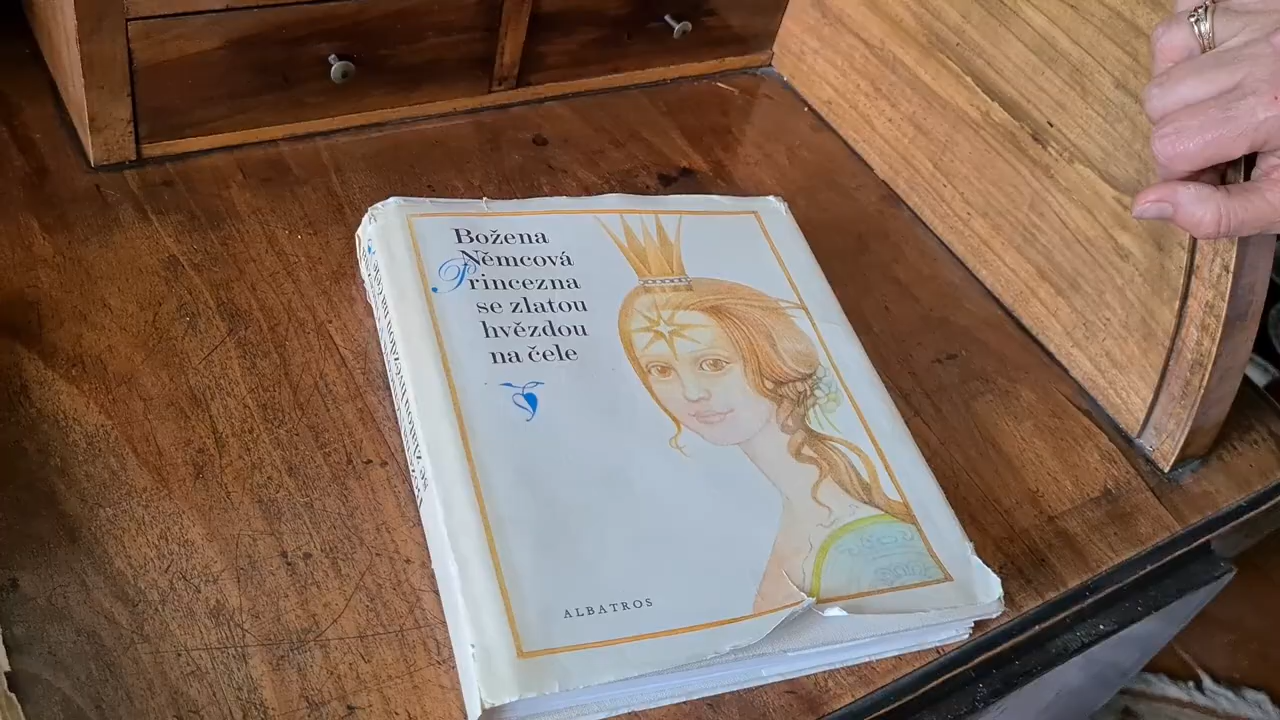 Božena
Němcová
Princezna
se zlatou
hvězdou
na čele
ALBATROS